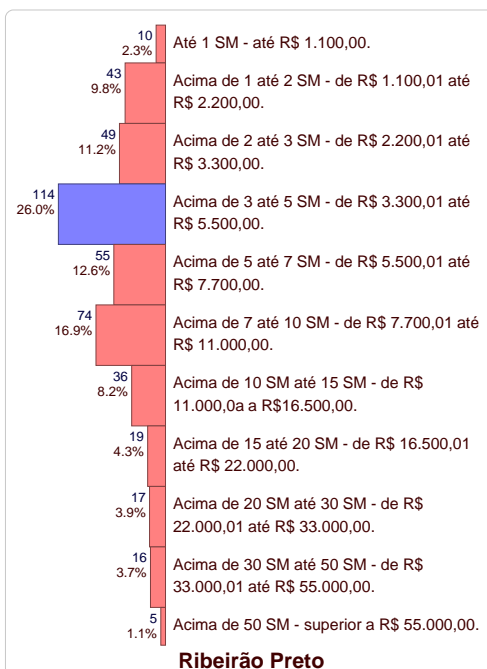 10
2.3%
Até 1 SM - até R$ 1.100,00.
43
9.8%
Acima de 1 até 2 SM - de R$ 1.100,01 até
R$ 2.200,00.
49
11.2%
Acima de 2 até 3 SM - de R$ 2.200,01 até
R$ 3.300,00.
114
26.0%
Acima de 3 até 5 SM - de R$ 3.300,01 até
R$ 5.500,00.
55
12.6%
Acima de 5 até 7 SM - de R$ 5.500,01 até
R$ 7.700,00.
74
16.9%
Acima de 7 até 10 SM - de R$ 7.700,01 até
R$ 11.000,00.
36
8.2%
Acima de 10 SM até 15 SM - de R$
11.000,0a a R$16.500,00.
19
4.3%
Acima de 15 até 20 SM - de R$ 16.500,01
até R$ 22.000,00.
17
3.9%
Acima de 20 SM até 30 SM - de R$
22.000,01 até R$ 33.000,00.
16
3.7%
Acima de 30 SM até 50 SM - de R$
33.000,01 até R$ 55.000,00.
5
1.1%
Acima de 50 SM - superior a R$ 55.000,00.
Ribeirão Preto